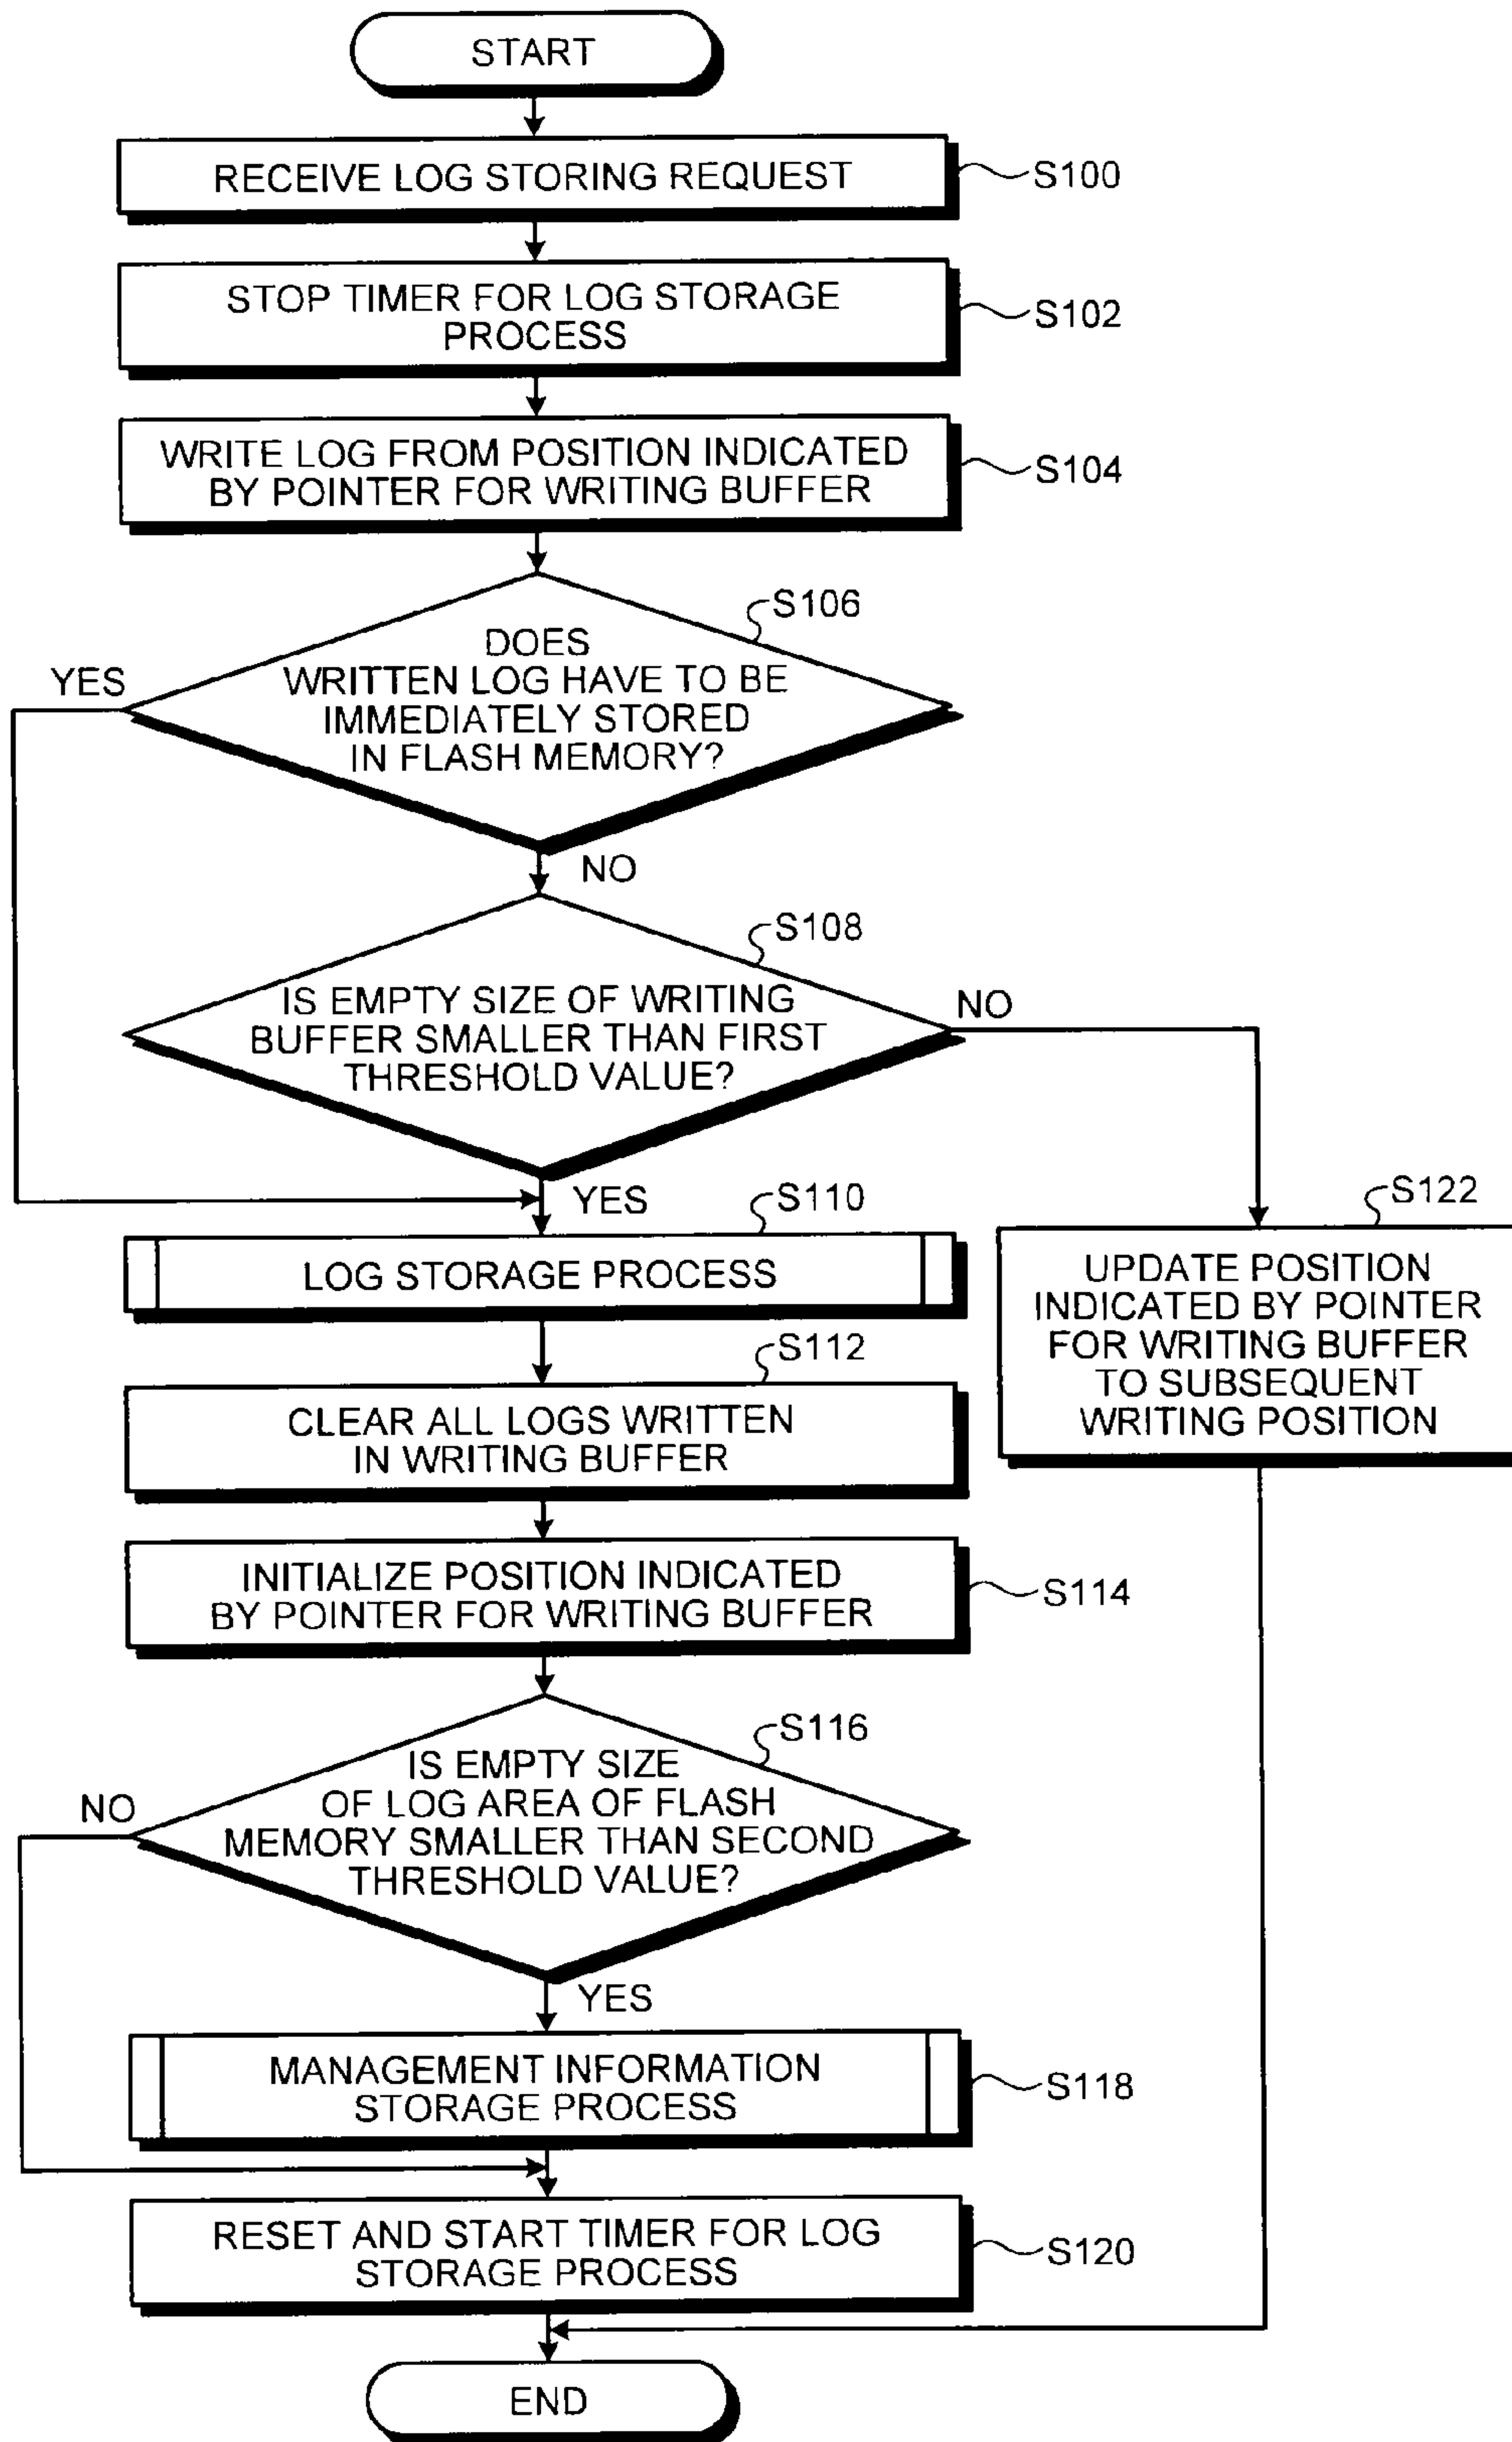 START
RECEIVE LOG STORING REQUEST
S100
STOP TIMER FOR LOG STORAGE
PROCESS
S102
WRITE LOG FROM POSITION INDICATED
BY POINTER FOR WRITING BUFFER
S104
S106
DOES
WRITTEN LOG HAVE TO BE
IMMEDIATELY STORED
IN FLASH MEMORY?
YES
NO
S108
IS EMPTY SIZE OF WRITING
BUFFER SMALLER THAN FIRST
THRESHOLD VALUE?
NO
YES
S110
LOG STORAGE PROCESS
S122
UPDATE POSITION
INDICATED BY POINTER
FOR WRITING BUFFER
TO SUBSEQUENT
WRITING POSITION
S112
CLEAR ALL LOGS WRITTEN
IN WRITING BUFFER
INITIALIZE POSITION INDICATED
BY POINTER FOR WRITING BUFFER
S114
S116
IS EMPTY SIZE
OF LOG AREA OF FLASH
MEMORY SMALLER THAN SECOND
THRESHOLD VALUE?
NO
YES
MANAGEMENT INFORMATION
STORAGE PROCESS
S118
RESET AND START TIMER FOR LOG
STORAGE PROCESS
S120
END